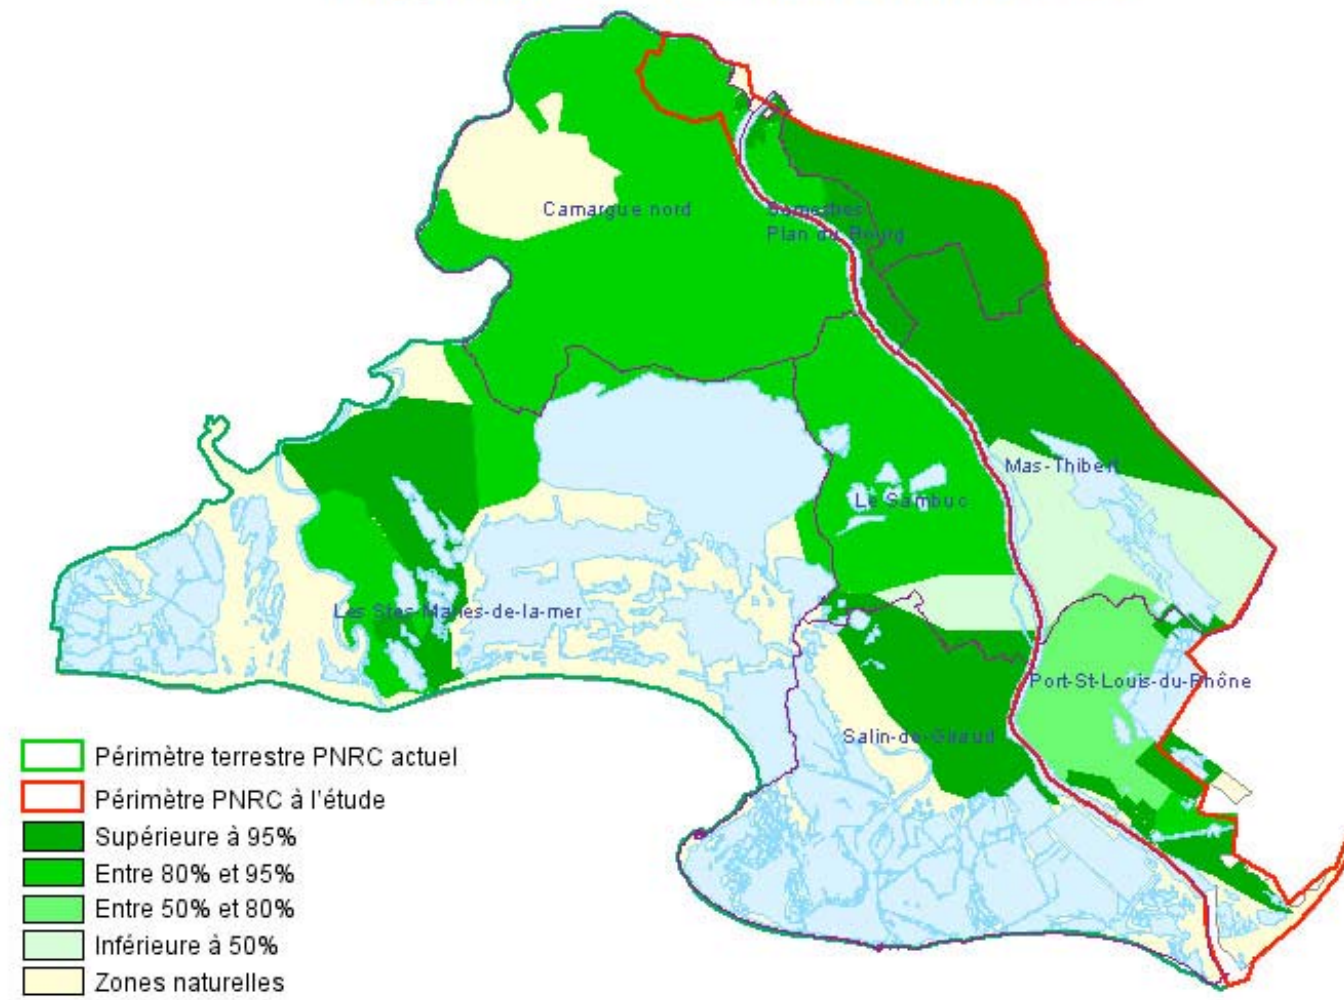 Camargue nord
Plan du Bourg
Mas-Thibert
Le Sambuc
Les Stes-Maries-de-la-mer
Port-St-Louis-du-Rhône
Salin-de-Giraud
Périmètre terrestre PNRC actuel
Périmètre PNRC à l'étude
Supérieure à 95%
Entre 80% et 95%
Entre 50% et 80%
Inférieure à 50%
Zones naturelles